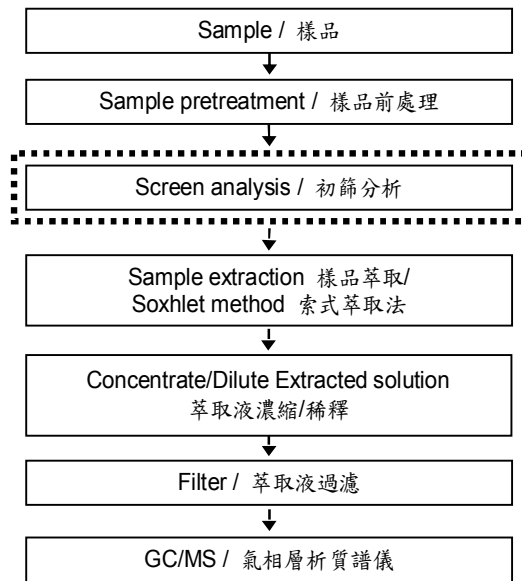 Sample / 樣品
Sample pretreatment / 樣品前處理
Screen analysis / 初篩分析
Sample extraction 樣品萃取/
Soxhlet method 索式萃取法
Concentrate/Dilute Extracted solution
萃取液濃縮/稀釋
Filter / 萃取液過濾
GC/MS / 氣相層析質譜儀